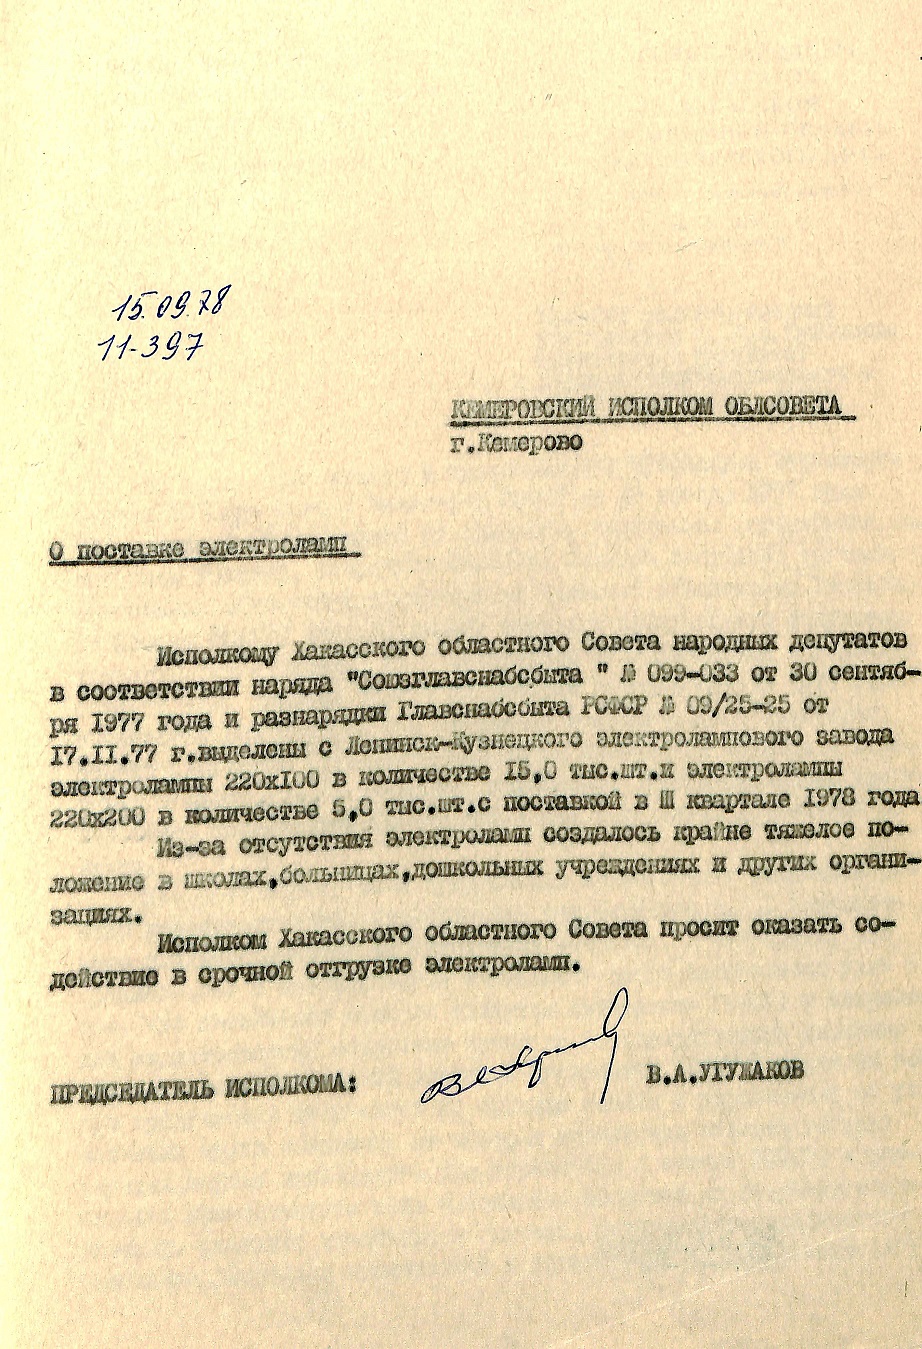 15.09.78
11-397
КЕМЕРОВСКИЙ ИСПОЛКОМ ОБЛСОВЕТА
г.Кемерово
О поставке электроламп
Исполкому Хакасского областного Совета народных депутатов
в соответствии наряда "Союзглавснабсбыта " № 099-033 от 30 сентяб-
ря 1977 года и разнарядки Главснабсбыта РСФСР № 09/25-25 от
17.II.77 г.выделены с Ленинск-Кузнецкого электролампового завода
электролампы 220х100 в количестве 15,0 тыс.шт.и электролампы
220х200 в количестве 5,0 тыс.шт.с поставкой в Ш квартале 1978 года
Из-за отсутствия электроламп создалось крайне тяжелое по-
ложение в школах,больницах,дошкольных учреждениях и других органи-
зациях.
Исполком Хакасского областного Совета просит оказать со-
действие в срочной отгрузке электроламп.
ПРЕДСЕДАТЕЛЬ ИСПОЛКОМА:
В.А.УГУЖАКОВ